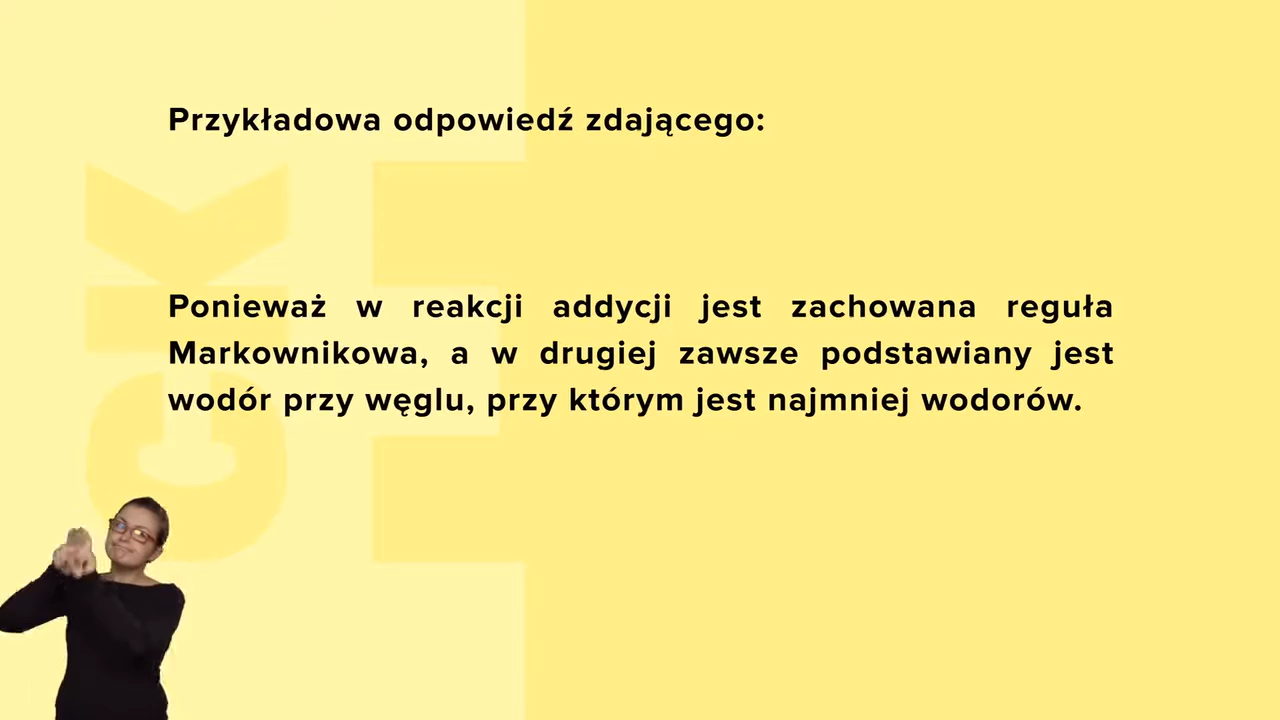 Przykładowa odpowiedź zdającego:
Ponieważ w reakcji addycji jest zachowana reguła
Markownikowa, a w drugiej zawsze podstawiany jest
wodór przy węglu, przy którym jest najmniej wodorów.